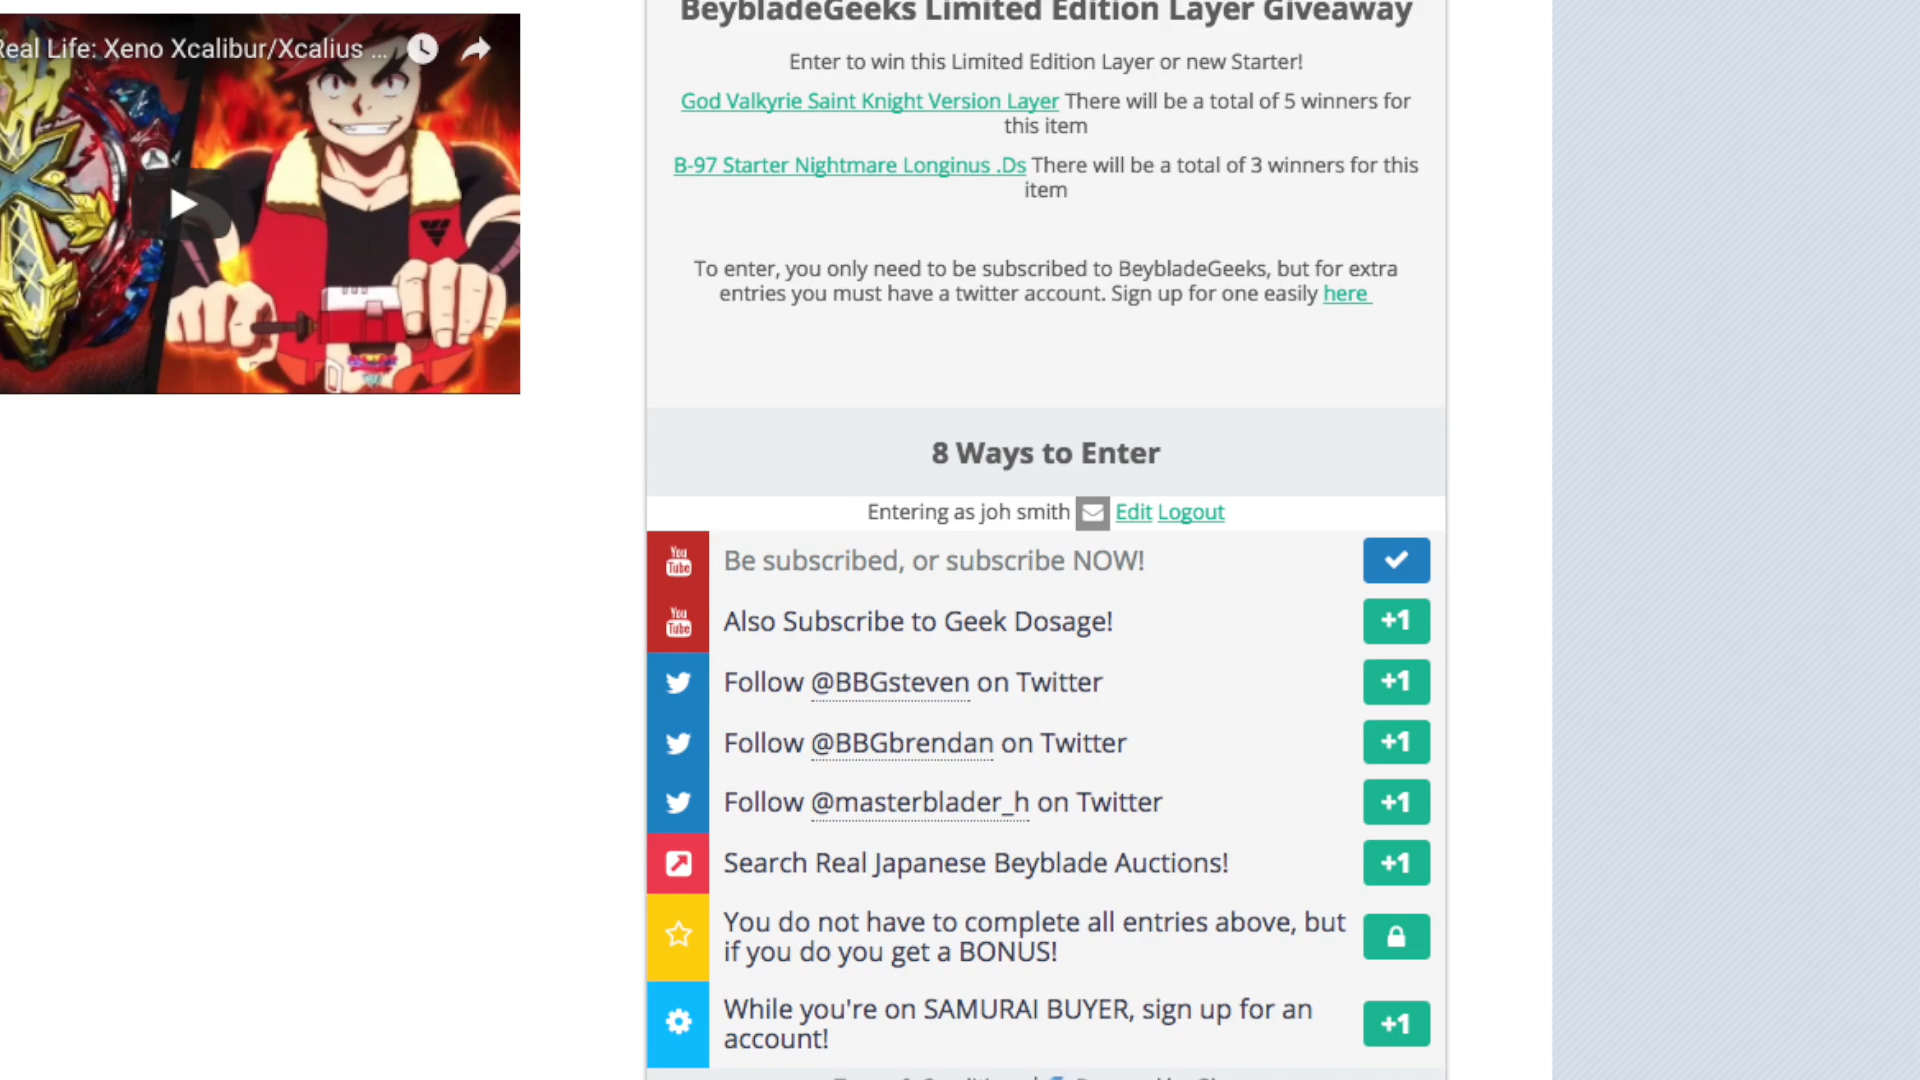 BeybladeGeeks Limited Edition Layer Giveaway
Real Life: Xeno Xcalibur/Xcalius ...
Enter to win this Limited Edition Layer or new Starter!
God Valkyrie Saint Knight Version Layer There will be a total of 5 winners for
this item
B-97 Starter Nightmare Longinus .Ds There will be a total of 3 winners for this
item
To enter, you only need to be subscribed to BeybladeGeeks, but for extra
entries you must have a twitter account. Sign up for one easily here
8 Ways to Enter
Entering as joh smith Edit Logout
You Tube Be subscribed, or subscribe NOW!
You Tube Also Subscribe to Geek Dosage! +1
Follow @BBGsteven on Twitter +1
Follow @BBGbrendan on Twitter +1
Follow @masterblader_h on Twitter +1
Search Real Japanese Beyblade Auctions! +1
You do not have to complete all entries above, but
if you do you get a BONUS!
While you're on SAMURAI BUYER, sign up for an
account! +1